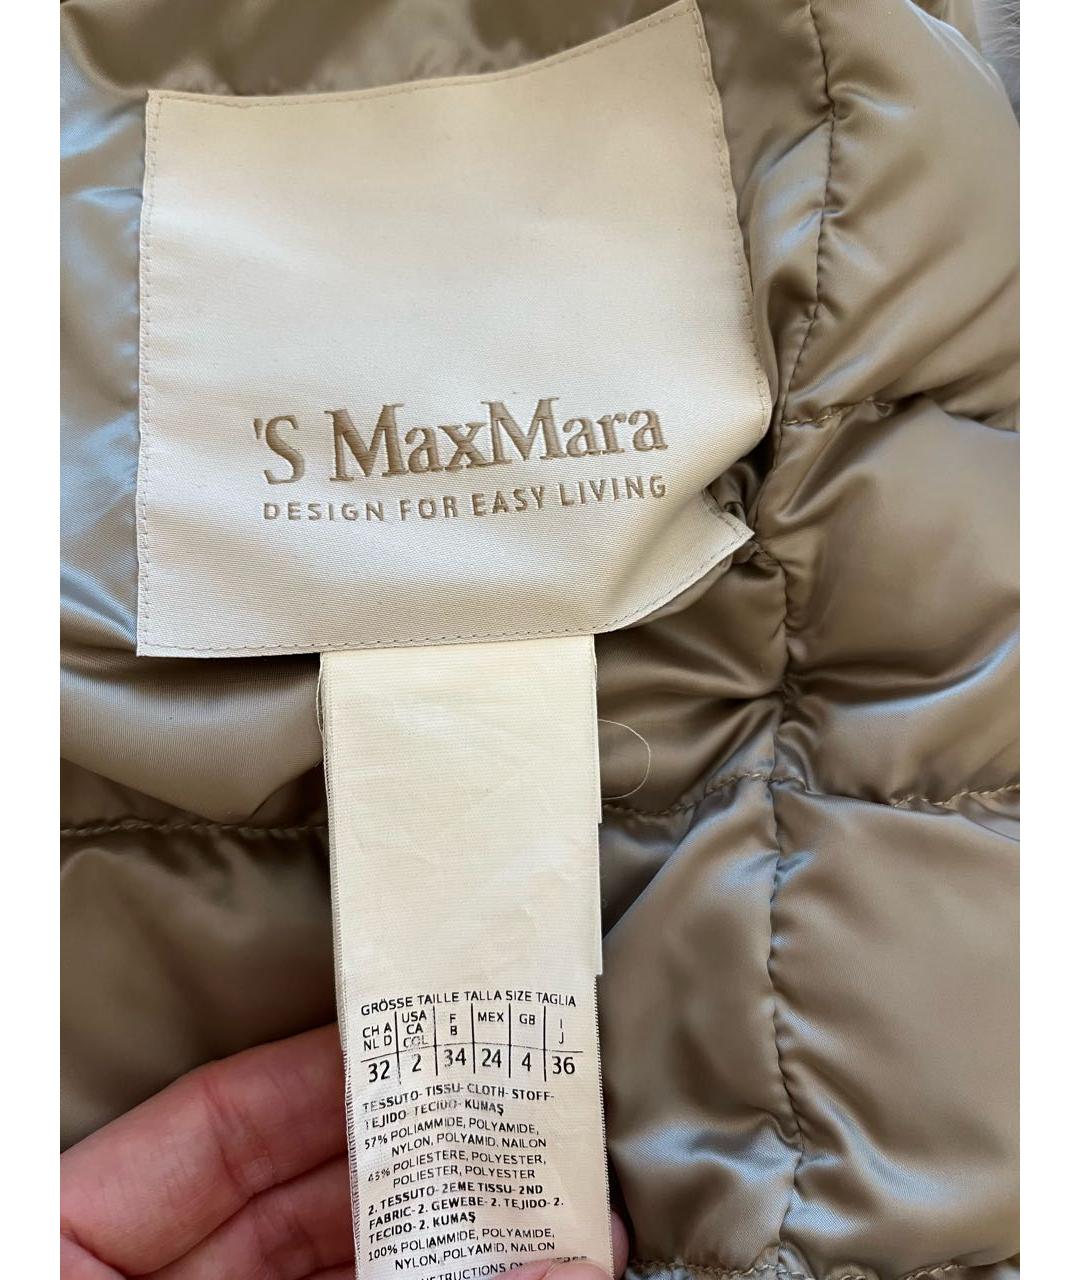 'S MaxMara
DESIGN FOR EASY LIVING
GRÖSSE TAILLE TALLA SIZE TAGLIA
CH A NL D USA CA COL F B MEX GB I J
32 2 34 24 4 36
TESSUTO-TISSU-CLOTH-STOFF-
TEJIDO-TECIDO-KUMAŞ
57% POLIAMMIDE, POLYAMIDE,
NYLON, POLYAMID, NAILON
43% POLIESTERE, POLYESTER,
POLIESTER, POLYESTER
2. TESSUTO-2EME TISSU-2ND
FABRIC-2. GEWEBE-2. TEJIDO-2.
TECIDO-2. KUMAŞ
100% POLIAMMIDE, POLYAMIDE,
NYLON, POLYAMID, NAILON